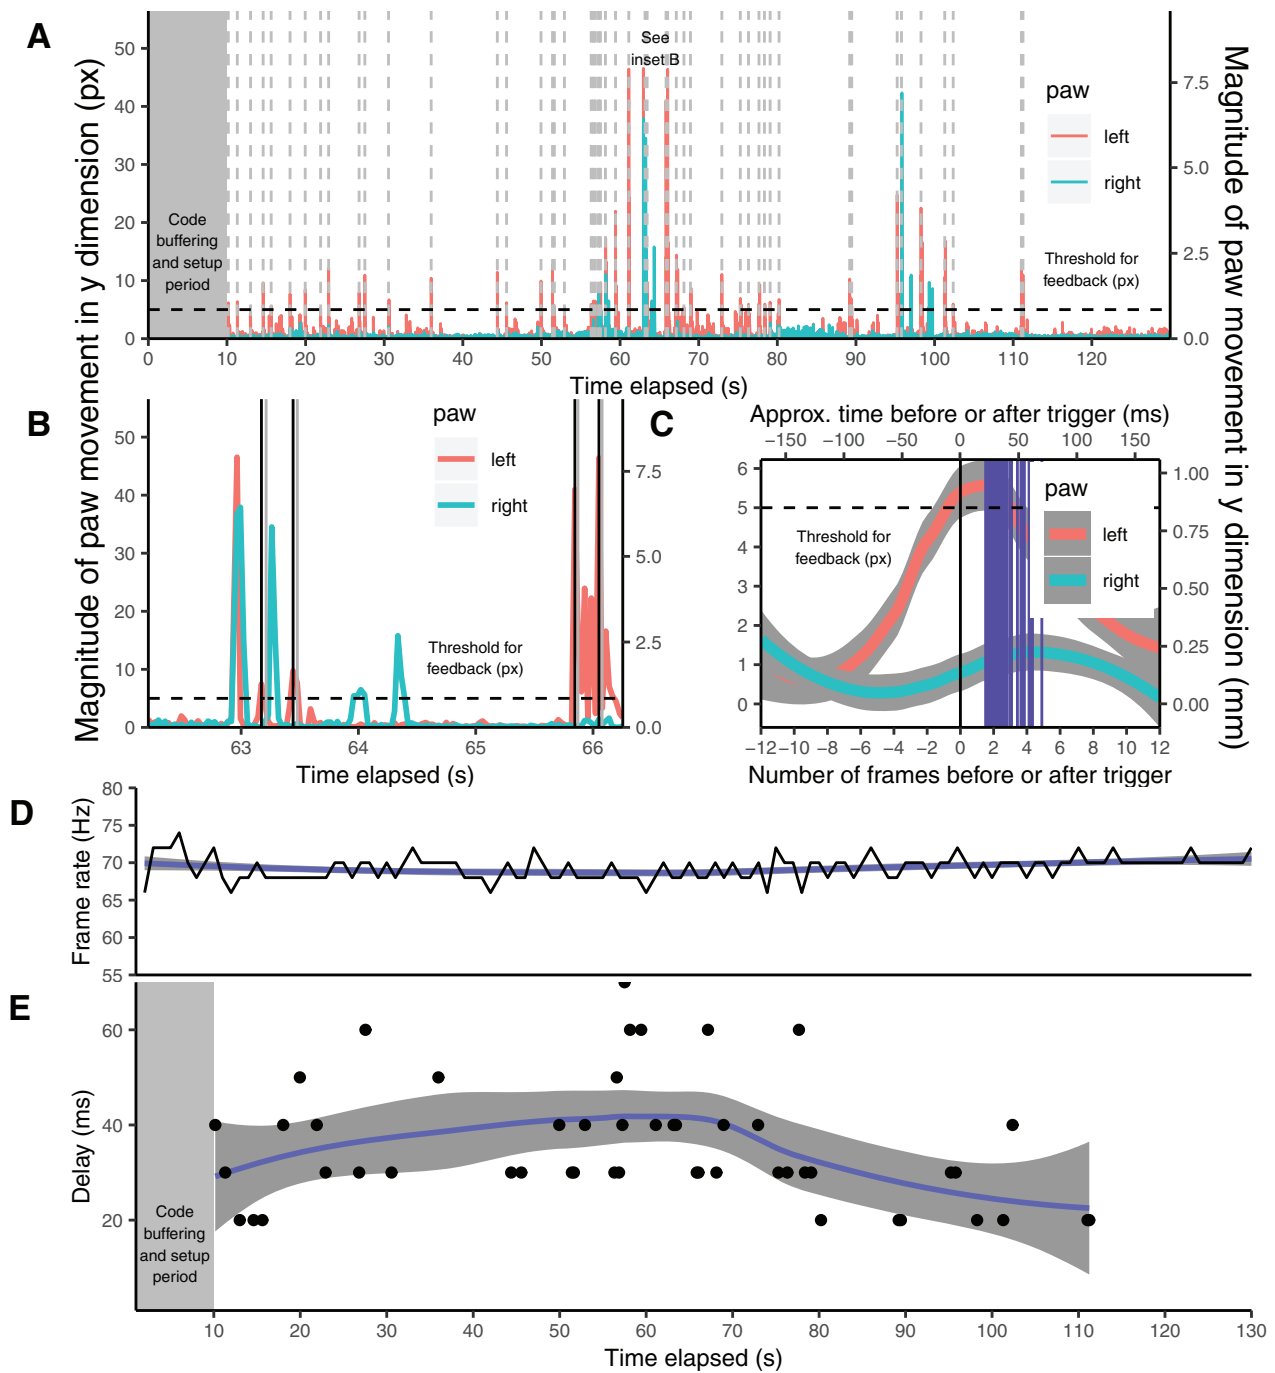 A
Magnitude of paw movement in y dimension (px)
50
40
30
20
10
0
See
inset B
Code
buffering
and setup
period
paw
left
right
Threshold for
feedback (px)
7.5
5.0
2.5
0.0
Magnitude of paw movement in y dimension (mm)
0 10 20 30 40 50 60 70 80 90 100 110 120
Time elapsed (s)
B
50
40
30
20
10
0
paw
left
right
Threshold for
feedback (px)
7.5
5.0
2.5
0.0
63 64 65 66
Time elapsed (s)
C
Approx. time before or after trigger (ms)
−150 −100 −50 0 50 100 150
6
5
4
3
2
1
0
Threshold for
feedback (px)
paw
left
right
1.00
0.75
0.50
0.25
0.00
−12 −10 −8 −6 −4 −2 0 2 4 6 8 10 12
Number of frames before or after trigger
D
Frame rate (Hz)
80
75
70
65
60
55
E
Delay (ms)
60
40
20
Code
buffering
and setup
period
10 20 30 40 50 60 70 80 90 100 110 120 130
Time elapsed (s)